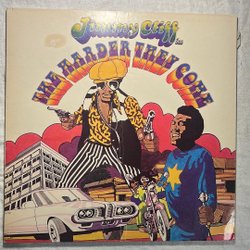 Jimmy Cliff
in
THE HARDER THEY COME